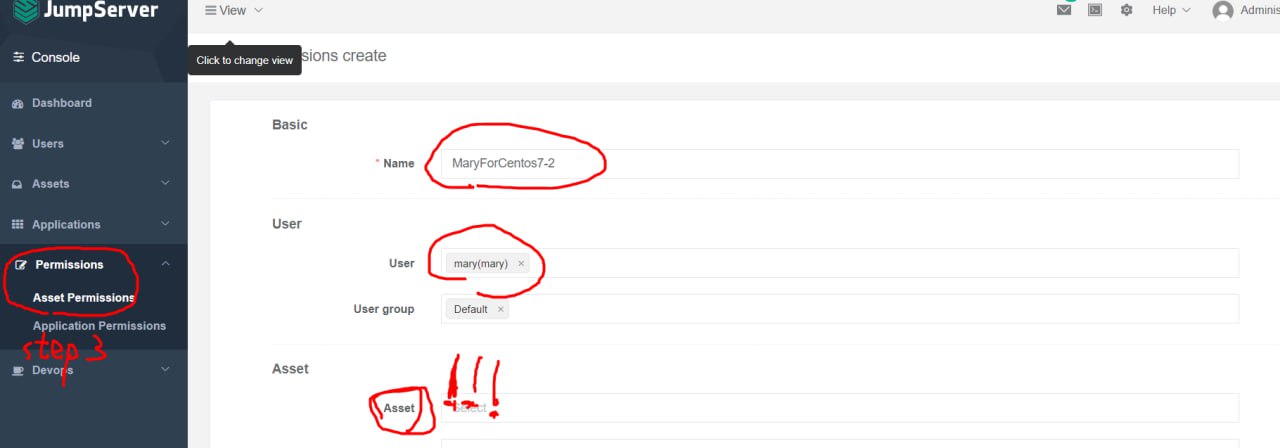 JumpServer
View
Help
Adminis
Click to change view
sions create
Console
Dashboard
Users
Assets
Applications
Permissions
Asset Permissions
Application Permissions
step 3
Devops
Basic
* Name
MaryForCentos7-2
User
User
mary(mary) ×
User group
Default ×
Asset
Asset
Select
!!!